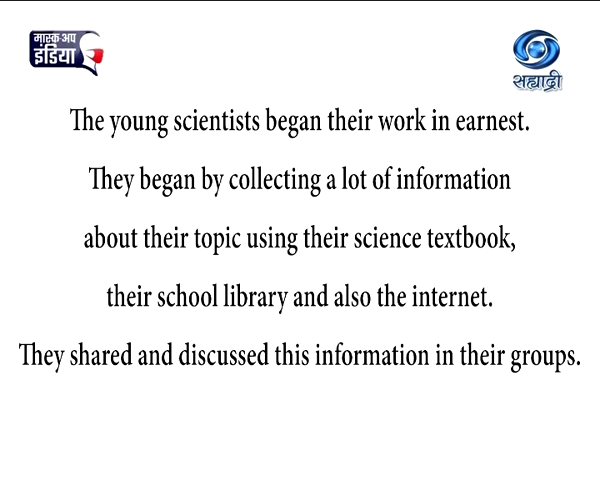 मास्क अप
इंडिया
सह्याद्री
The young scientists began their work in earnest.
They began by collecting a lot of information
about their topic using their science textbook,
their school library and also the internet.
They shared and discussed this information in their groups.